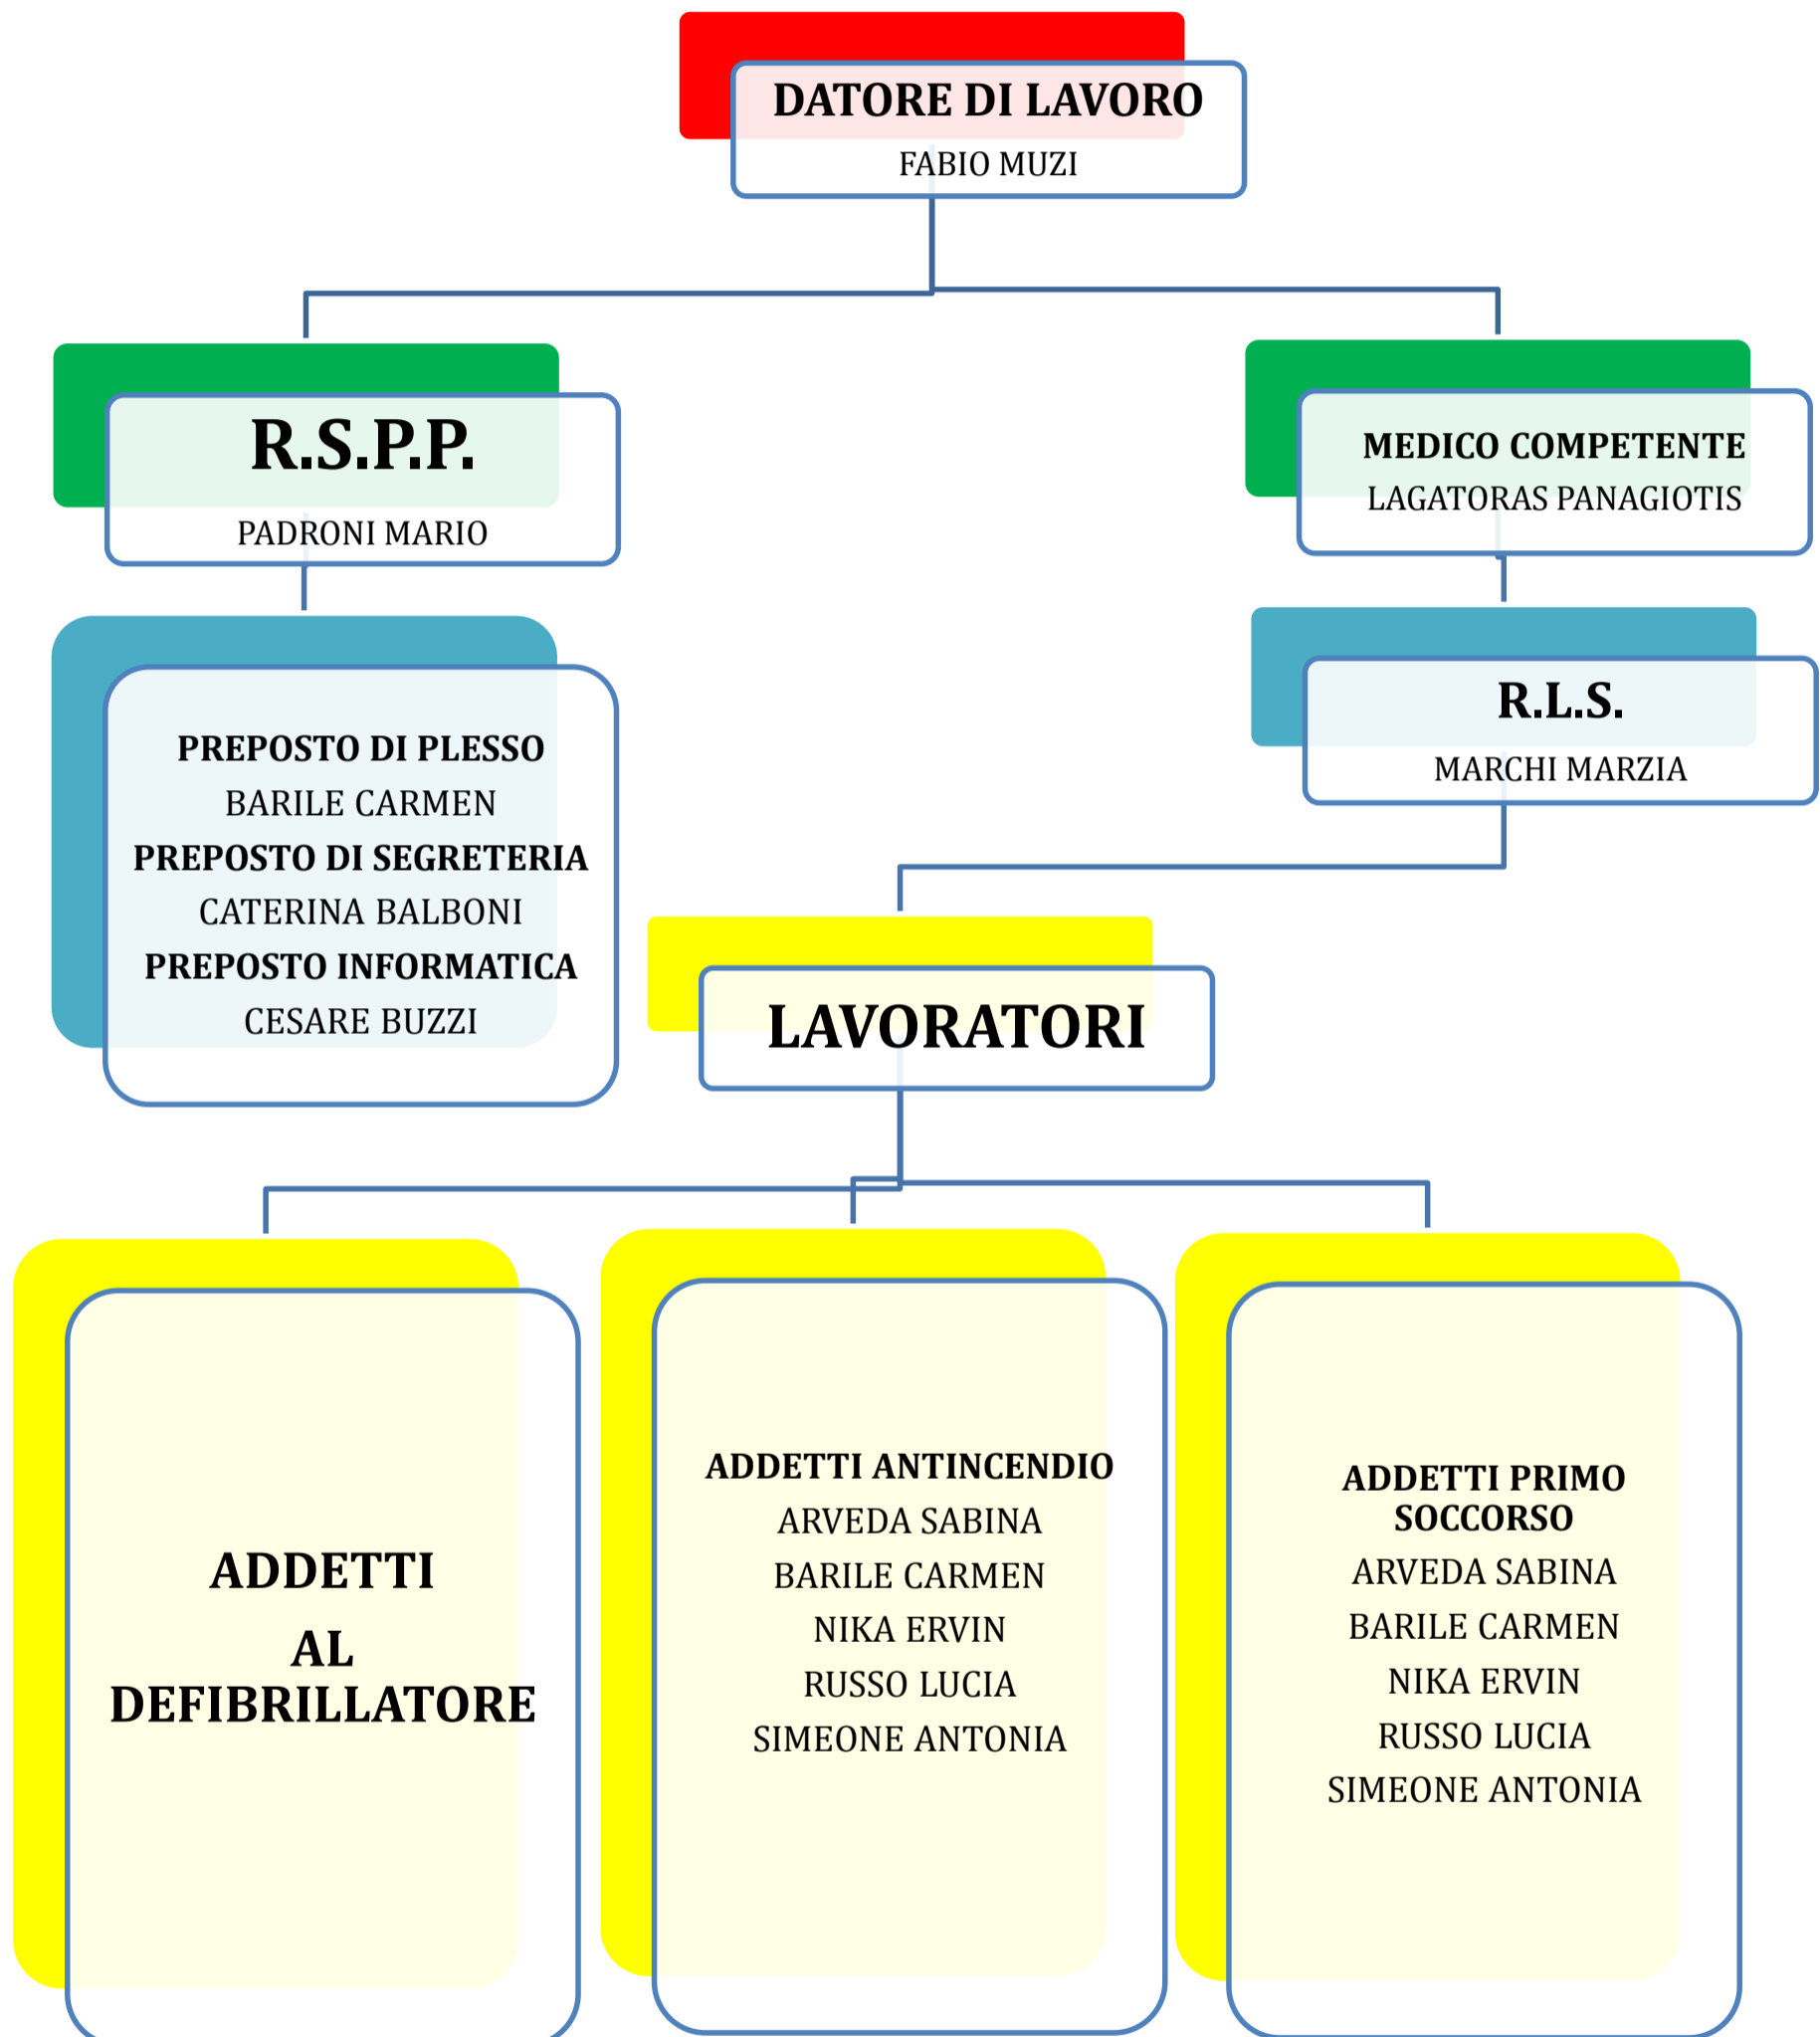 DATORE DI LAVORO
FABIO MUZI
R.S.P.P.
PADRONI MARIO
MEDICO COMPETENTE
LAGATORAS PANAGIOTIS
PREPOSTO DI PLESSO
BARILE CARMEN
PREPOSTO DI SEGRETERIA
CATERINA BALBONI
PREPOSTO INFORMATICA
CESARE BUZZI
R.L.S.
MARCHI MARZIA
LAVORATORI
ADDETTI
AL
DEFIBRILLATORE
ADDETTI ANTINCENDIO
ARVEDA SABINA
BARILE CARMEN
NIKA ERVIN
RUSSO LUCIA
SIMEONE ANTONIA
ADDETTI PRIMO
SOCCORSO
ARVEDA SABINA
BARILE CARMEN
NIKA ERVIN
RUSSO LUCIA
SIMEONE ANTONIA